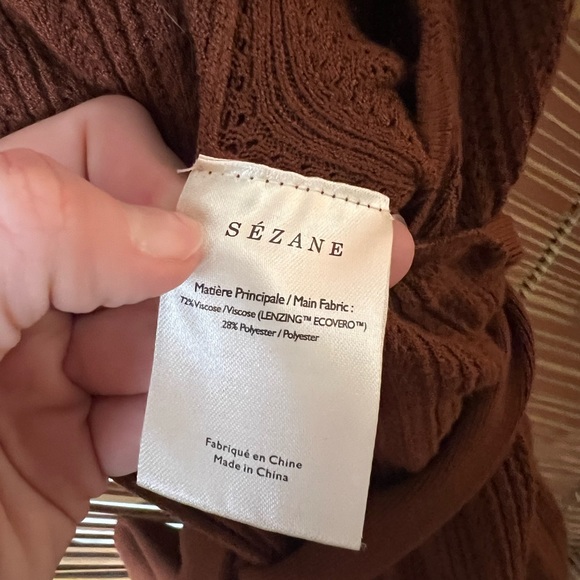 SÉZANE
Matière Principale / Main Fabric :
72% Viscose /Viscose (LENZING™ ECOVERO™)
28% Polyester / Polyester
Fabriqué en Chine
Made in China